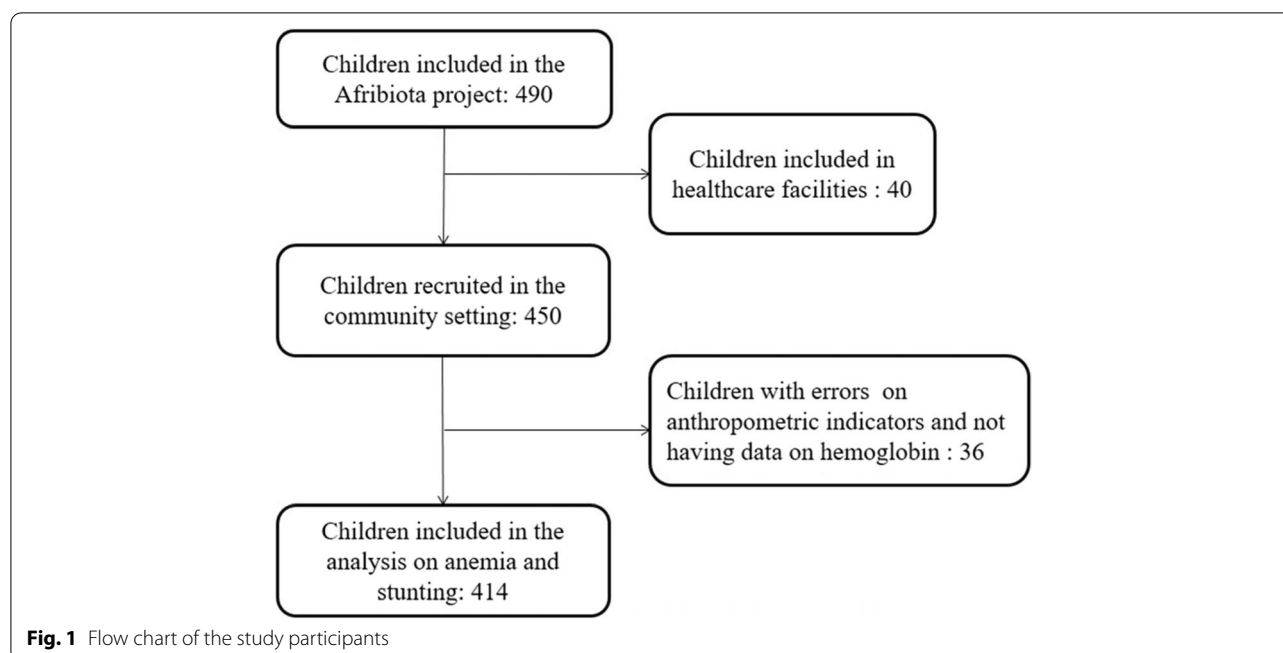 Children included in the
Afribiota project: 490
Children included in
healthcare facilities : 40
Children recruited in the
community setting: 450
Children with errors on
anthropometric indicators and not
having data on hemoglobin : 36
Children included in the
analysis on anemia and
stunting: 414
Fig. 1 Flow chart of the study participants